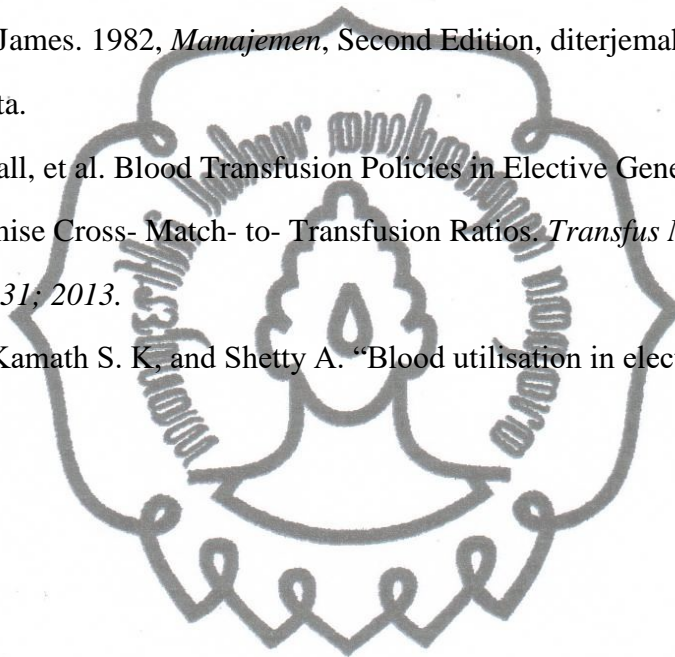 James. 1982, Manajemen, Second Edition, diterjemal
ta.
all, et al. Blood Transfusion Policies in Elective Gene
nise Cross- Match- to- Transfusion Ratios. Transfus
31; 2013.
Kamath S. K, and Shetty A. “Blood utilisation in elect